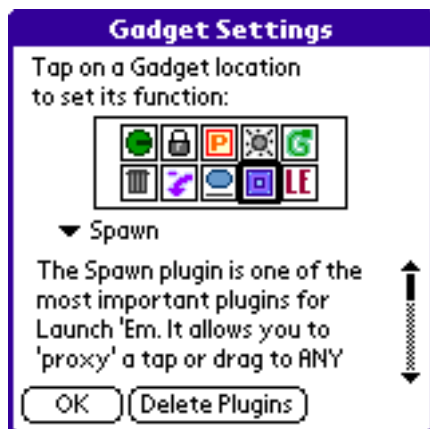 Gadget Settings
Tap on a Gadget location
to set its function:
P G
LE
Spawn
The Spawn plugin is one of the
most important plugins for
Launch 'Em. It allows you to
'proxy' a tap or drag to ANY
OK Delete Plugins